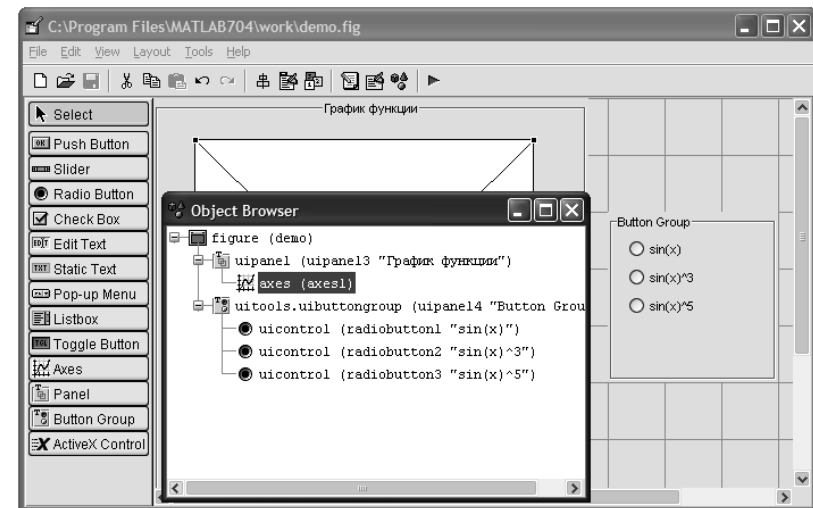 C:\Program Files\MATLAB704\work\demo.fig
File Edit View Layout Tools Help
Select
Push Button
Slider
Radio Button
Check Box
Edit Text
Static Text
Pop-up Menu
Listbox
Toggle Button
Axes
Panel
Button Group
ActiveX Control
График функции
Object Browser
figure (demo)
uipanel (uipanel3 "График функции")
axes (axes1)
uitools.uibuttongroup (uipanel4 "Button Grou
uicontrol (radiobutton1 "sin(x)")
uicontrol (radiobutton2 "sin(x)^3")
uicontrol (radiobutton3 "sin(x)^5")
Button Group
sin(x)
sin(x)^3
sin(x)^5